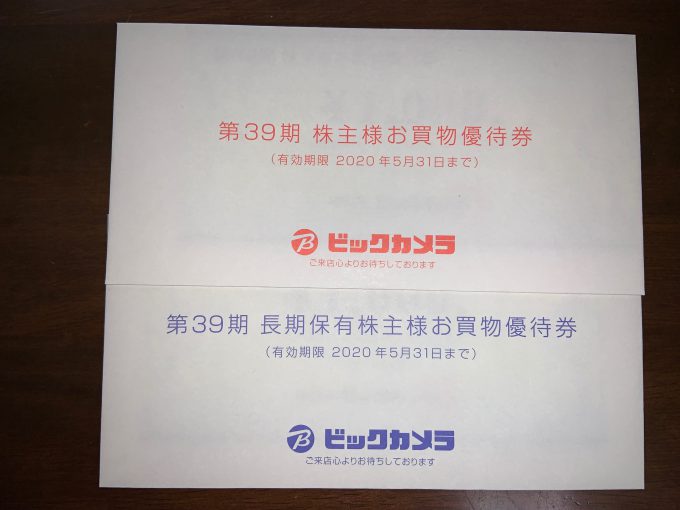 第39期 株主様お買物優待券
（有効期限 2020年5月31日まで）
ビックカメラ
ご来店心よりお待ちしております
第39期 長期保有株主様お買物優待券
（有効期限 2020年5月31日まで）
ビックカメラ
ご来店心よりお待ちしております